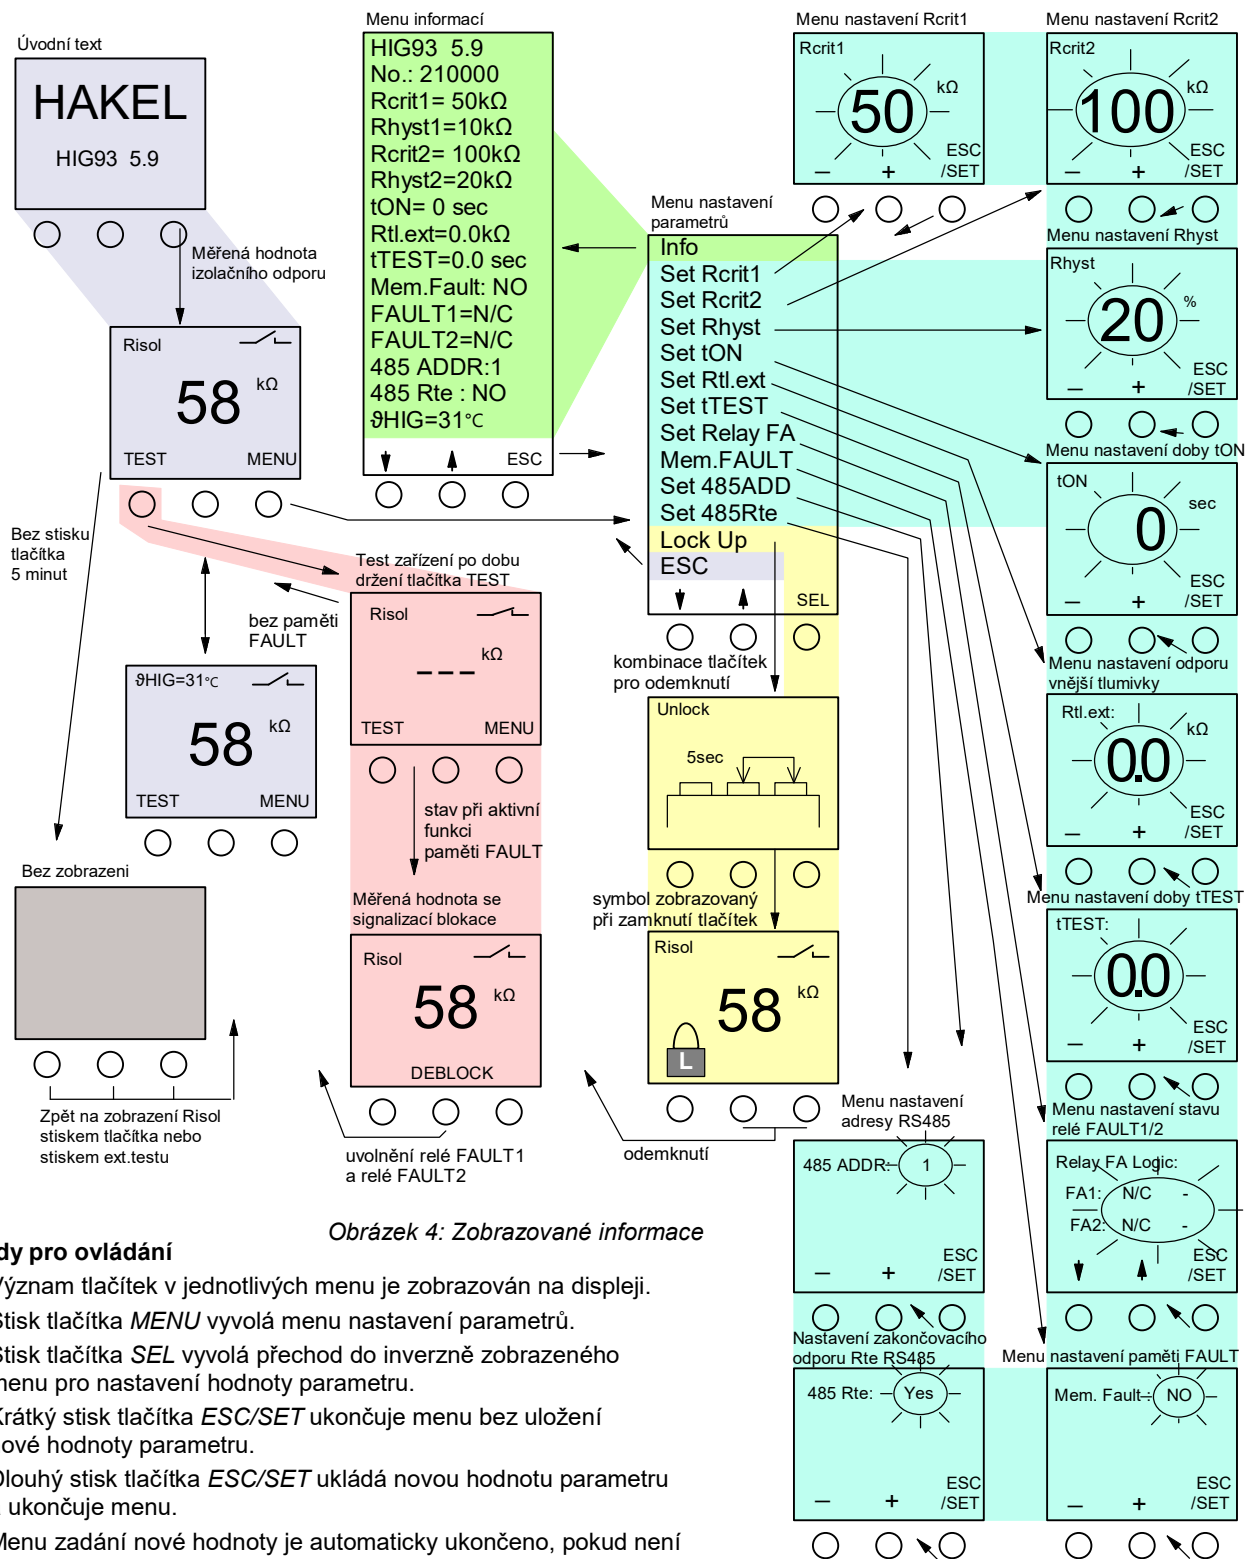 Úvodní text
HAKEL
HIG93 5.9
Měřená hodnota
izolačního odporu
Risol
58 kΩ
TEST MENU
Bez stisku
tlačítka
5 minut
ϑHIG=31°C
58 kΩ
TEST MENU
Bez zobrazeni
Zpět na zobrazení Risol
stiskem tlačítka nebo
stiskem ext.testu
Menu informací
HIG93 5.9
No.: 210000
Rcrit1= 50kΩ
Rhyst1=10kΩ
Rcrit2= 100kΩ
Rhyst2=20kΩ
tON= 0 sec
Rtl.ext=0.0kΩ
tTEST=0.0 sec
Mem.Fault: NO
FAULT1=N/C
FAULT2=N/C
485 ADDR:1
485 Rte : NO
ϑHIG=31°C
ESC
Test zařízení po dobu
držení tlačítka TEST
bez paměti
FAULT
Risol
--- kΩ
TEST MENU
stav při aktivní
funkci
paměti FAULT
Měřená hodnota se
signalizací blokace
Risol
58 kΩ
DEBLOCK
uvolnění relé FAULT1
a relé FAULT2
Menu nastavení
parametrů
Info
Set Rcrit1
Set Rcrit2
Set Rhyst
Set tON
Set Rtl.ext
Set tTEST
Set Relay FA
Mem.FAULT
Set 485ADD
Set 485Rte
Lock Up
ESC
SEL
kombinace tlačítek
pro odemknutí
Unlock
5sec
symbol zobrazovaný
při zamknutí tlačítek
Risol
58 kΩ
L
odemknutí
Menu nastavení Rcrit1
Rcrit1
50 kΩ
ESC
– + /SET
Menu nastavení Rcrit2
Rcrit2
100 kΩ
ESC
– + /SET
Menu nastavení Rhyst
Rhyst
20 %
ESC
– + /SET
Menu nastavení doby tON
tON
0 sec
ESC
– + /SET
Menu nastavení odporu
vnější tlumivky
Rtl.ext:
0.0 kΩ
ESC
– + /SET
Menu nastavení doby tTEST
tTEST:
0.0
ESC
– + /SET
Menu nastavení stavu
relé FAULT1/2
Relay FA Logic:
FA1: N/C -
FA2: N/C -
ESC
/SET
Menu nastavení
adresy RS485
485 ADDR: 1
ESC
– + /SET
Nastavení zakončovacího
odporu Rte RS485
485 Rte: Yes
ESC
– + /SET
Menu nastavení paměti FAULT
Mem. Fault: NO
ESC
– + /SET
Obrázek 4: Zobrazované informace
dy pro ovládání
Význam tlačítek v jednotlivých menu je zobrazován na displeji.
Stisk tlačítka MENU vyvolá menu nastavení parametrů.
Stisk tlačítka SEL vyvolá přechod do inverzně zobrazeného
menu pro nastavení hodnoty parametru.
Krátký stisk tlačítka ESC/SET ukončuje menu bez uložení
ové hodnoty parametru.
Dlouhý stisk tlačítka ESC/SET ukládá novou hodnotu parametru
ukončuje menu.
Menu zadání nové hodnoty je automaticky ukončeno, pokud není